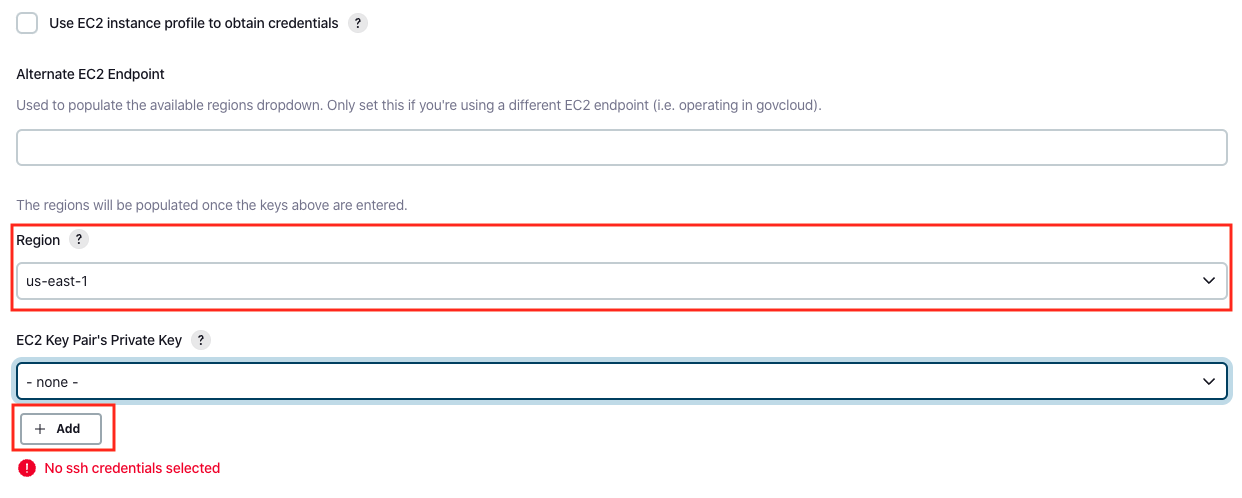 Use EC2 instance profile to obtain credentials ?
Alternate EC2 Endpoint
Used to populate the available regions dropdown. Only set this if you're using a different EC2 endpoint (i.e. operating in govcloud).
The regions will be populated once the keys above are entered.
Region ?
us-east-1
EC2 Key Pair's Private Key ?
- none -
+ Add
! No ssh credentials selected